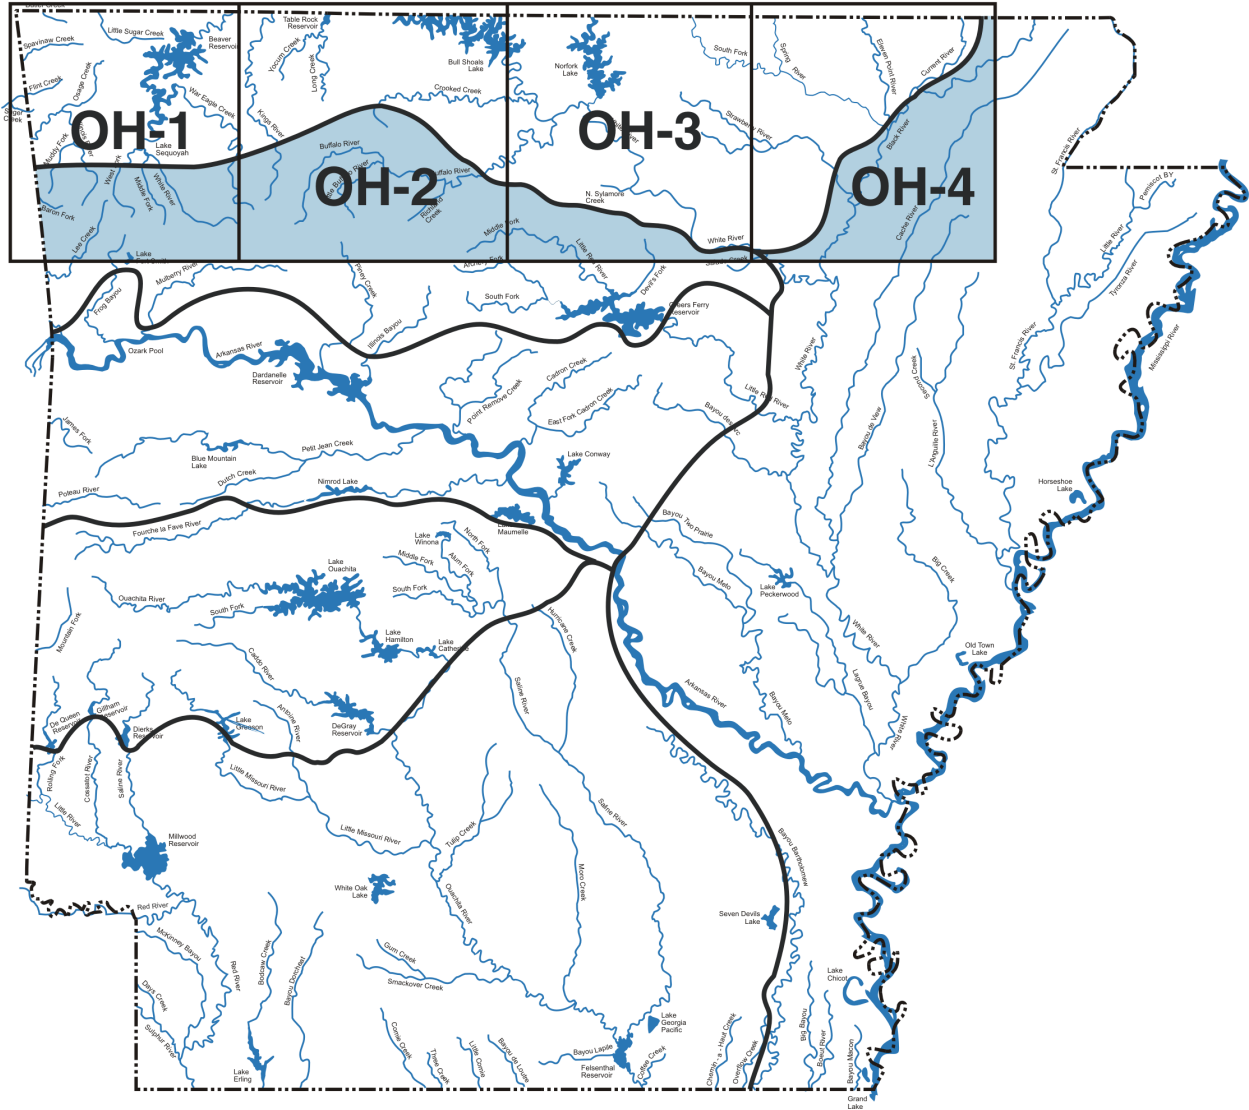 Table Rock
Reservoir
Little Sugar Creek
Beaver
Reservoir
Spavinaw Creek
Yocum Creek
Long Creek
Bull Shoals
Lake
Norfork
Lake
South Fork
Spring River
Eleven Point River
Current River
Flint Creek
Osage Creek
War Eagle Creek
Crooked Creek
Kings River
OH-1
OH-2
OH-3
OH-4
Muddy Fork
Lake
Sequoyah
Strawberry River
Black River
St. Francis River
Buffalo River
White River
Middle Fork
Baron Fork
Richland
Creek
N. Sylamore
Creek
Cache River
Pemiscot BY
Lee Creek
Middle Fork
White River
Little Red River
Little River
Tyronza River
Lake
Mulberry River
Frog Bayou
Piney Creek
South Fork
Devil's Fork
Greers Ferry
Reservoir
Illinois Bayou
Ozark Pool
Arkansas River
Dardanelle
Reservoir
Cadron Creek
Point Remove Creek
East Fork Cadron Creek
White River
Second Creek
St. Francis River
Mississippi River
Little Red River
Bayou des Arc
Bayou de View
L'Anguille River
James Fork
Blue Mountain
Lake
Petit Jean Creek
Dutch Creek
Lake Conway
Poteau River
Nimrod Lake
Horseshoe
Lake
Fourche la Fave River
Maumelle
Bayou Two Prairie
Lake
Winona
North Fork
Middle Fork
Alum Fork
South Fork
Lake
Ouachita
Ouachita River
South Fork
Bayou Meto
Lake
Peckerwood
Big Creek
Mountain Fork
Lake
Hamilton
Lake
Catherine
Hurricane Creek
White River
Old Town
Lake
Caddo River
Saline River
Arkansas River
Bayou Meto
Lagrue Bayou
White River
De Queen
Reservoir
Gillham
Reservoir
Dierks
Reservoir
Lake
Greeson
Antoine River
DeGray
Reservoir
Rolling Fork
Cossatot River
Saline River
Little Missouri River
Little River
Little Missouri River
Tulip Creek
Saline River
Millwood
Reservoir
Bayou Bartholomew
White Oak
Lake
Ouachita River
Moro Creek
Seven Devils
Lake
Red River
McKinney Bayou
Red River
Bodcaw Creek
Bayou Dorcheat
Gum Creek
Smackover Creek
Lake
Chicot
Days Creek
Sulphur River
Lake
Georgia
Pacific
Cornie Creek
Three Creek
Little Cornie
Bayou de Loutre
Bayou Lapile
Felsenthal
Reservoir
Coffee Creek
Chemin - a - Haut Creek
Overflow Creek
Big Bayou
Boeuf River
Bayou Macon
Lake
Erling
Grand
Lake